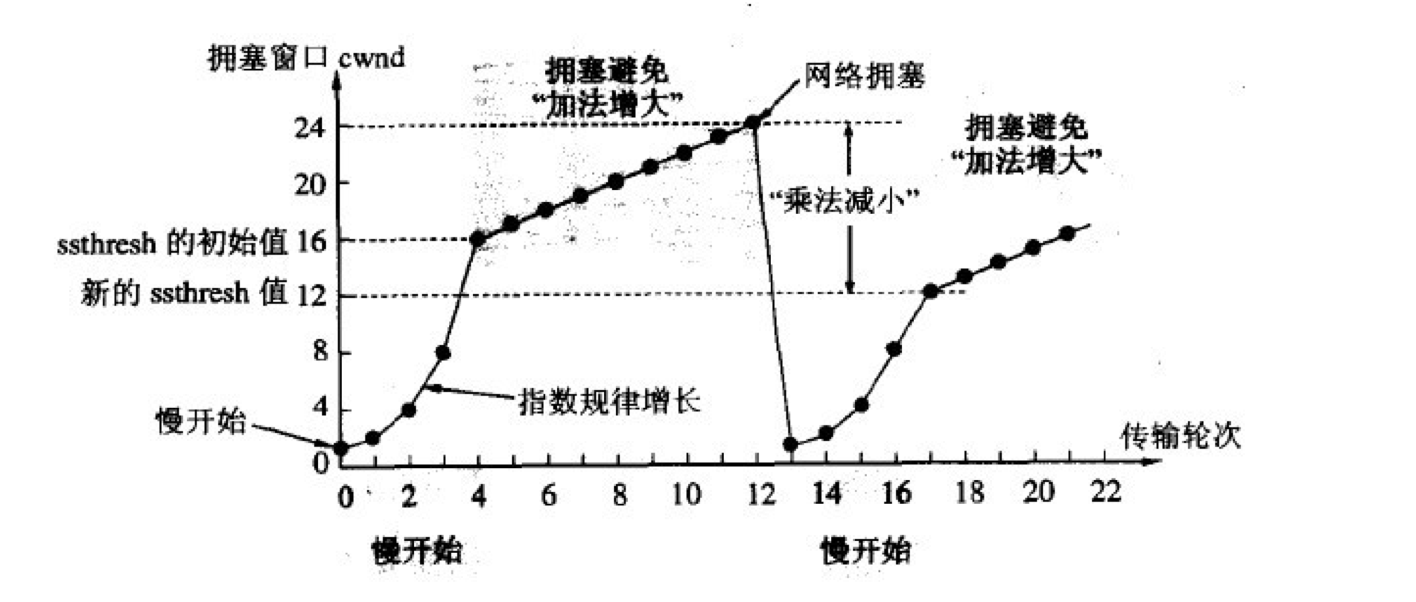 拥塞窗口 cwnd
拥塞避免
“加法增大”
网络拥塞
拥塞避免
“加法增大”
24
20
“乘法减小”
ssthresh 的初始值 16
新的 ssthresh 值 12
8
4
指数规律增长
慢开始
传输轮次
0
0 2 4 6 8 10 12 14 16 18 20 22
慢开始
慢开始